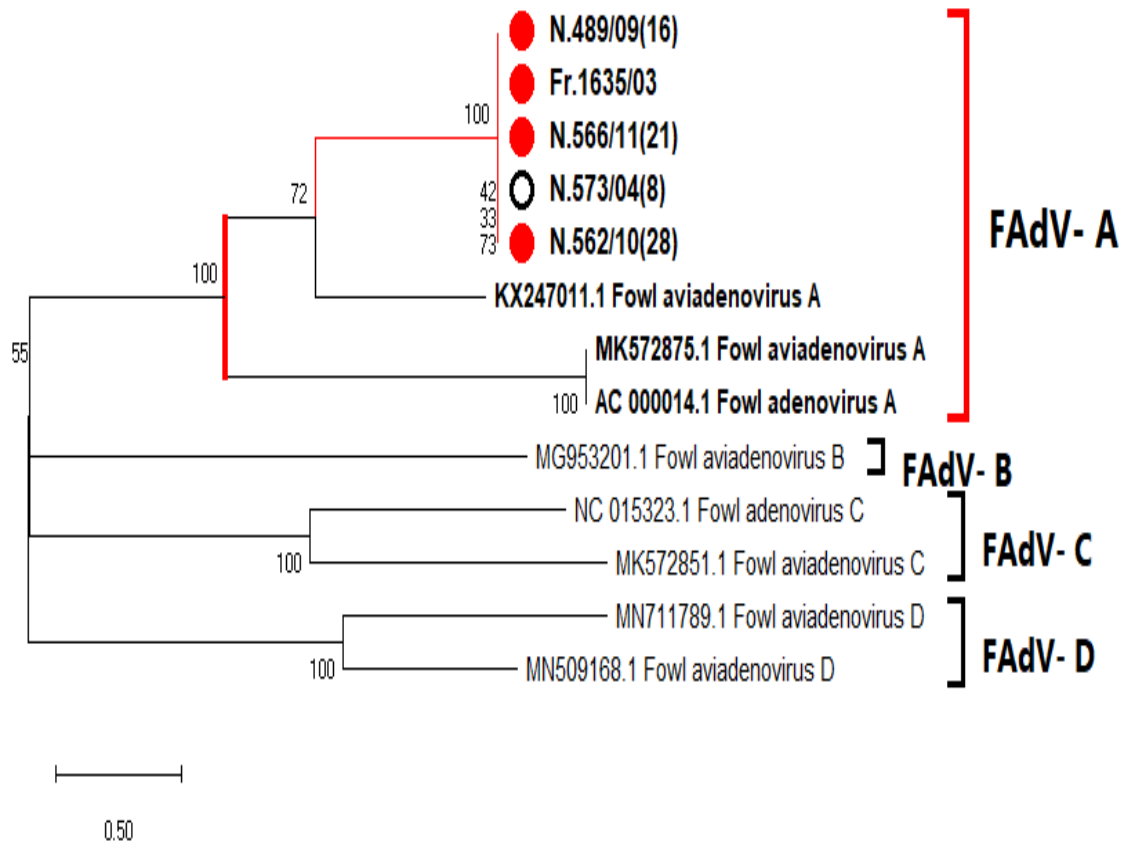 N.489/09(16)
Fr.1635/03
100
N.566/11(21)
72
42
N.573/04(8)
33
73
N.562/10(28)
FAdV- A
100
KX247011.1 Fowl aviadenovirus A
55
MK572875.1 Fowl aviadenovirus A
100
AC 000014.1 Fowl adenovirus A
MG953201.1 Fowl aviadenovirus B
FAdV- B
NC 015323.1 Fowl adenovirus C
100
MK572851.1 Fowl aviadenovirus C
FAdV- C
MN711789.1 Fowl aviadenovirus D
100
MN509168.1 Fowl aviadenovirus D
FAdV- D
0.50